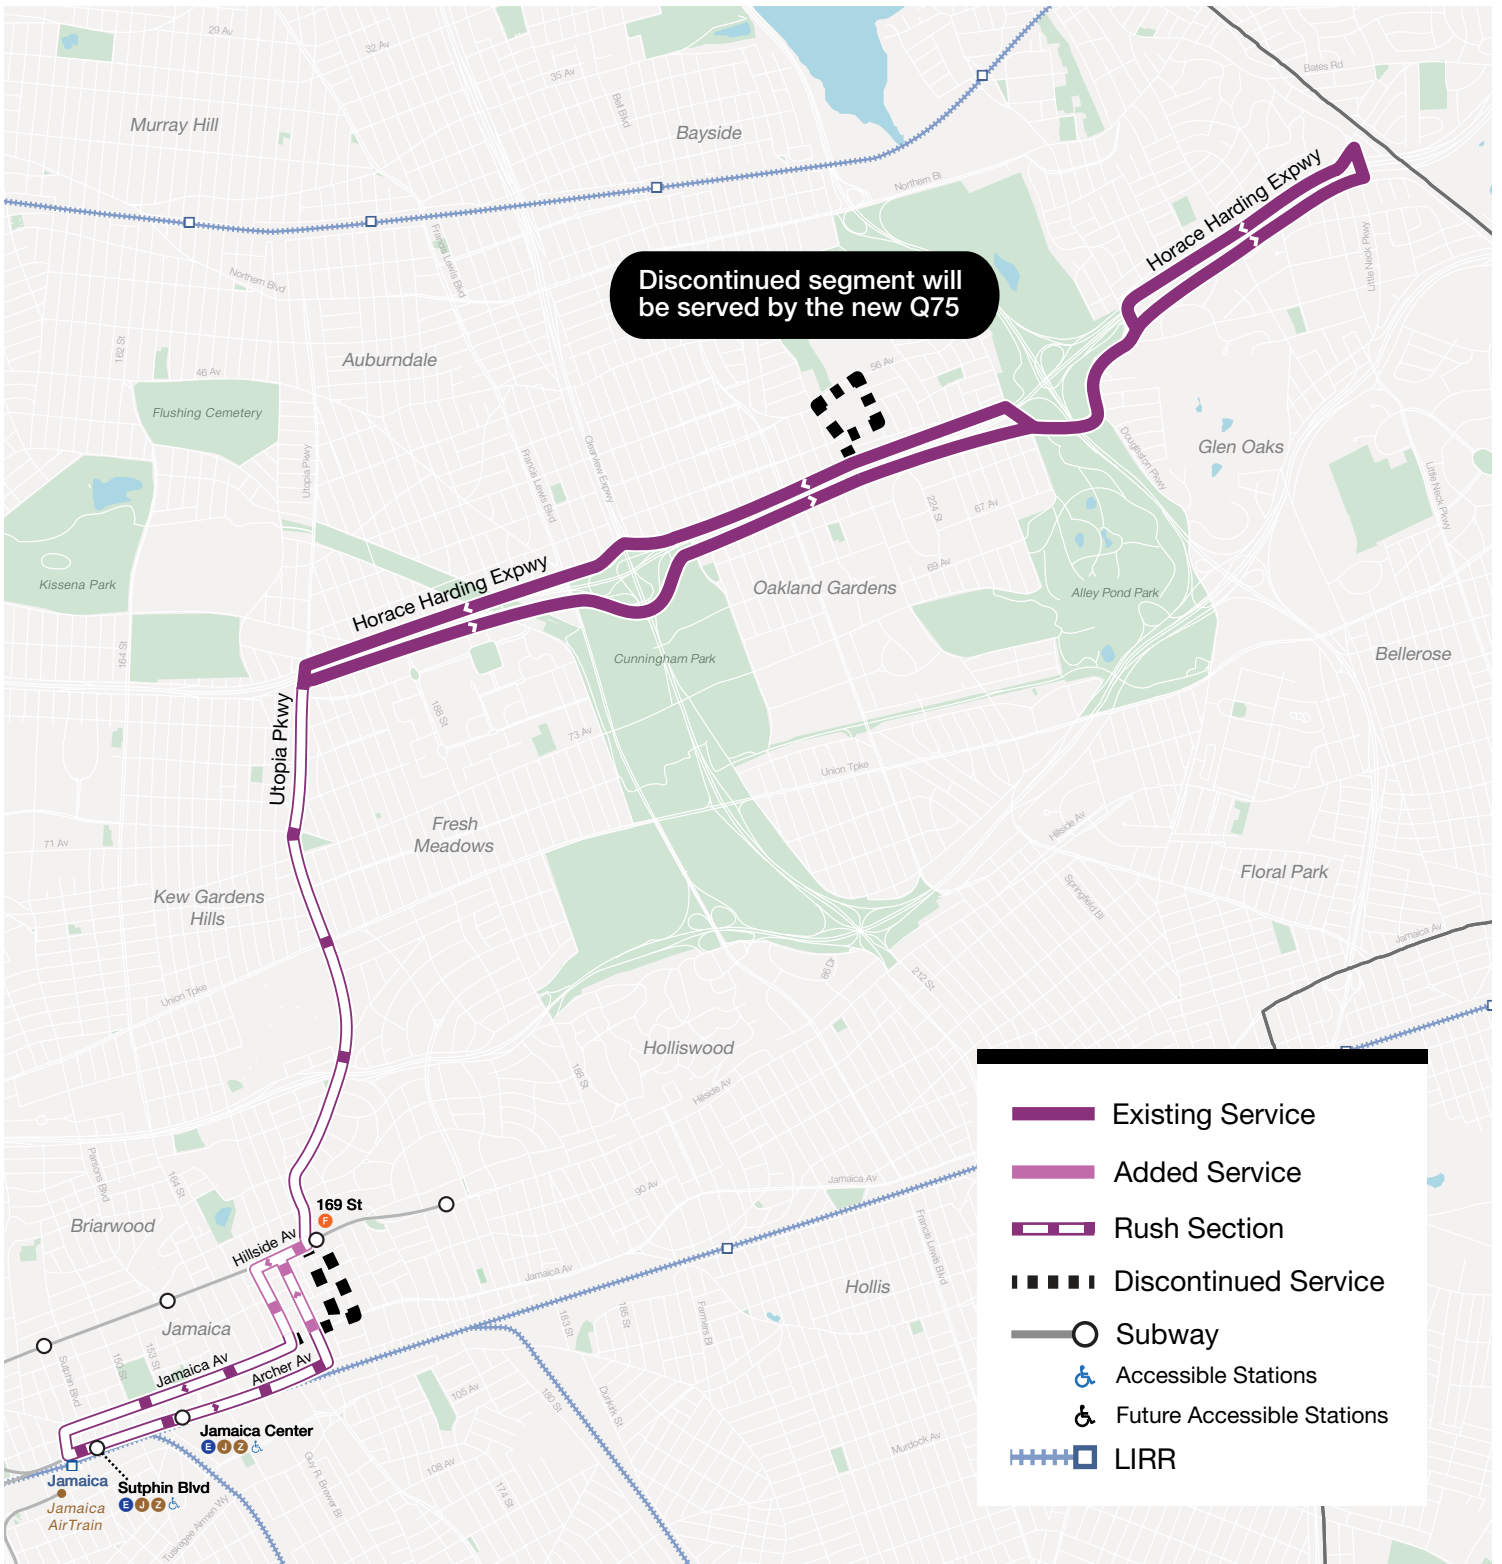 29 Av
32 Av
35 Av
Bell Blvd
Bates Rd
Murray Hill
Bayside
Northern Bl
Horace Harding Expwy
Little Neck Pkwy
Francis Lewis Blvd
Northern Blvd
Discontinued segment will
be served by the new Q75
162 St
46 Av
Auburndale
56 Av
Flushing Cemetery
Utopia Pkwy
Francis Lewis Blvd
Clearview Expwy
Douglaston Pkwy
Glen Oaks
Little Neck Pkwy
224 St
67 Av
69 Av
Kissena Park
Horace Harding Expwy
Oakland Gardens
Alley Pond Park
164 St
Cunningham Park
Bellerose
Utopia Pkwy
188 St
73 Av
Union Tpke
71 Av
Fresh
Meadows
Hillside Av
Kew Gardens
Hills
Floral Park
Springfield Bl
Jamaica Av
Union Tpke
86 Dr
212 St
Holliswood
188 St
Hillside Av
Parsons Blvd
164 St
90 Av
Jamaica Av
Briarwood
169 St
F
Hillside Av
Francis Lewis Blvd
Jamaica Av
Hollis
Jamaica
183 St
185 St
Farmers Bl
Sutphin Blvd
150 St
153 St
Jamaica Av
Archer Av
105 Av
180 St
Dunkirk St
Jamaica Center
E J Z
Murdock Av
108 Av
Guy R. Brewer Bl
174 St
Jamaica
Sutphin Blvd
E J Z
Jamaica
AirTrain
Tuskegee Airmen Wy
Existing Service
Added Service
Rush Section
Discontinued Service
Subway
Accessible Stations
Future Accessible Stations
LIRR